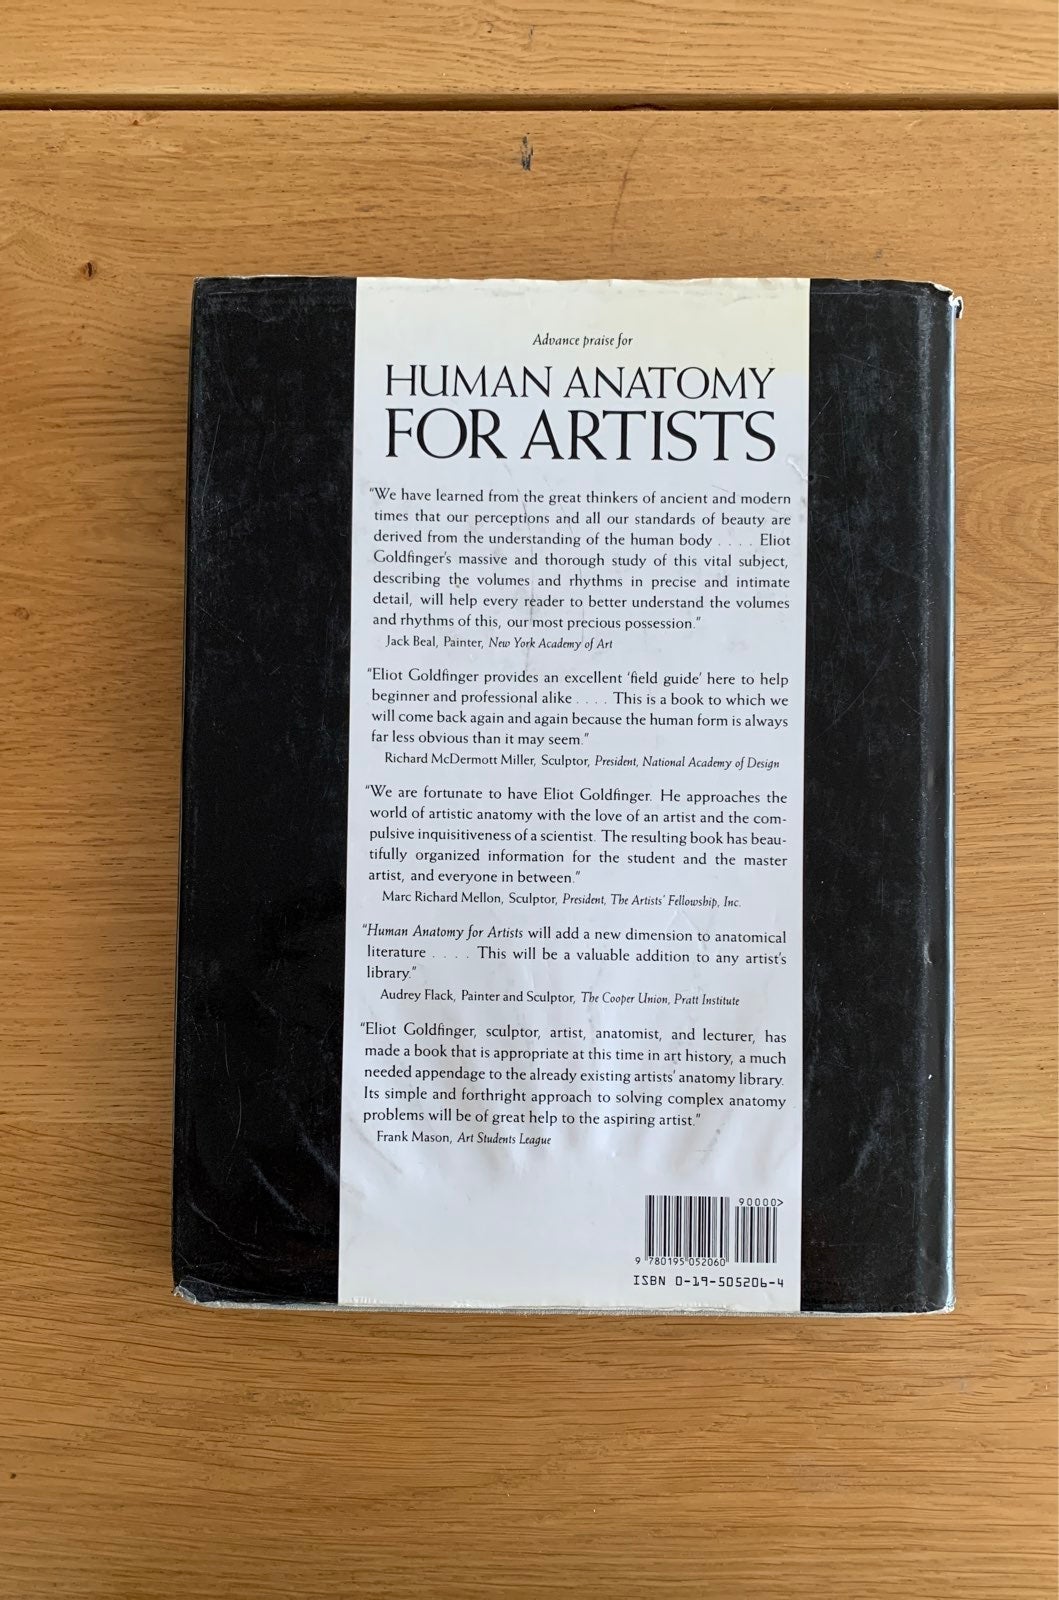 Advance praise for
HUMAN ANATOMY
FOR ARTISTS
“We have learned from the great thinkers of ancient and modern
times that our perceptions and all our standards of beauty are
derived from the understanding of the human body . . . . Eliot
Goldfinger's massive and thorough study of this vital subject,
describing the volumes and rhythms in precise and intimate
detail, will help every reader to better understand the volumes
and rhythms of this, our most precious possession.”
Jack Beal, Painter, New York Academy of Art
“Eliot Goldfinger provides an excellent ‘field guide’ here to help
beginner and professional alike . . . . This is a book to which we
will come back again and again because the human form is always
far less obvious than it may seem.”
Richard McDermott Miller, Sculptor, President, National Academy of Design
“We are fortunate to have Eliot Goldfinger. He approaches the
world of artistic anatomy with the love of an artist and the com-
pulsive inquisitiveness of a scientist. The resulting book has beau-
tifully organized information for the student and the master
artist, and everyone in between.”
Marc Richard Mellon, Sculptor, President, The Artists' Fellowship, Inc.
“Human Anatomy for Artists will add a new dimension to anatomical
literature . . . . This will be a valuable addition to any artist's
library.”
Audrey Flack, Painter and Sculptor, The Cooper Union, Pratt Institute
“Eliot Goldfinger, sculptor, artist, anatomist, and lecturer, has
made a book that is appropriate at this time in art history, a much
needed appendage to the already existing artists' anatomy library.
Its simple and forthright approach to solving complex anatomy
problems will be of great help to the aspiring artist.”
Frank Mason, Art Students League
90000>
9 780195 052060
ISBN 0-19-505206-4